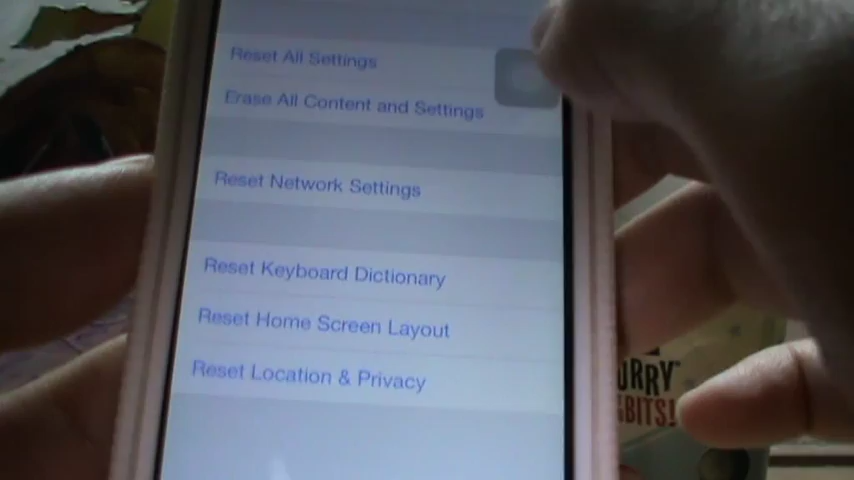 Reset All Settings
Erase All Content and Settings
Reset Network Settings
Reset Keyboard Dictionary
Reset Home Screen Layout
Reset Location & Privacy
BITS!